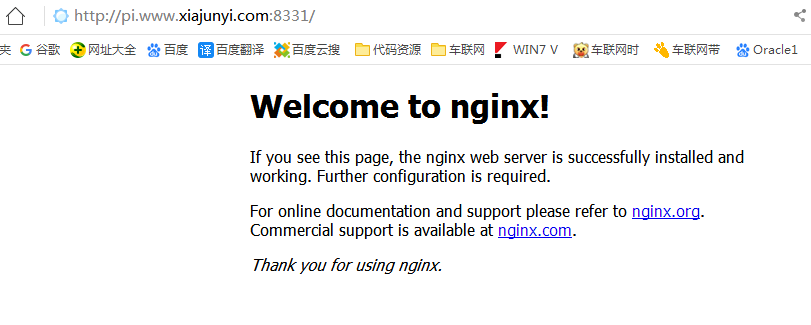 http://pi.www.xiajunyi.com:8331/
夹 谷歌 网址大全 百度 译 百度翻译 百度云搜 代码资源 车联网 WIN7 V 车联网时 车联网带 Oracle1
Welcome to nginx!
If you see this page, the nginx web server is successfully installed and
working. Further configuration is required.
For online documentation and support please refer to nginx.org.
Commercial support is available at nginx.com.
Thank you for using nginx.